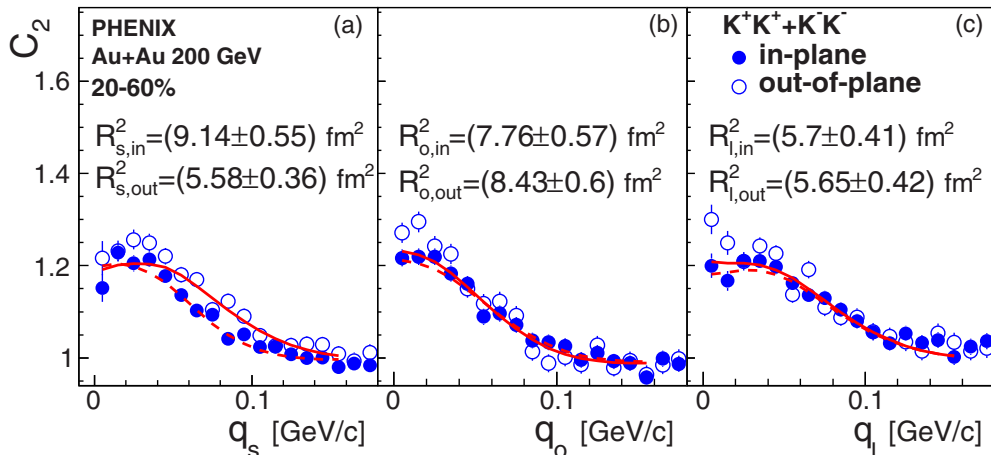 C₂
PHENIX
Au+Au 200 GeV
20-60%
(a)
R²s,in=(9.14±0.55) fm²
R²s,out=(5.58±0.36) fm²
(b)
R²o,in=(7.76±0.57) fm²
R²o,out=(8.43±0.6) fm²
K⁺K⁺+K⁻K⁻
(c)
in-plane
out-of-plane
R²l,in=(5.7±0.41) fm²
R²l,out=(5.65±0.42) fm²
1.6
1.4
1.2
1
0 0.1 0 0.1 0 0.1
qs [GeV/c] qo [GeV/c] ql [GeV/c]